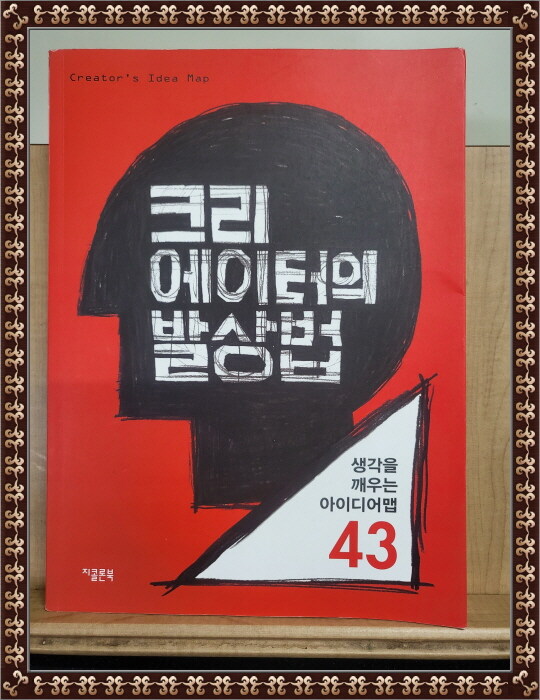 Creator's Idea Map
크리
에이터의
발상법
생각을
깨우는
아이디어맵
43
지콜론북